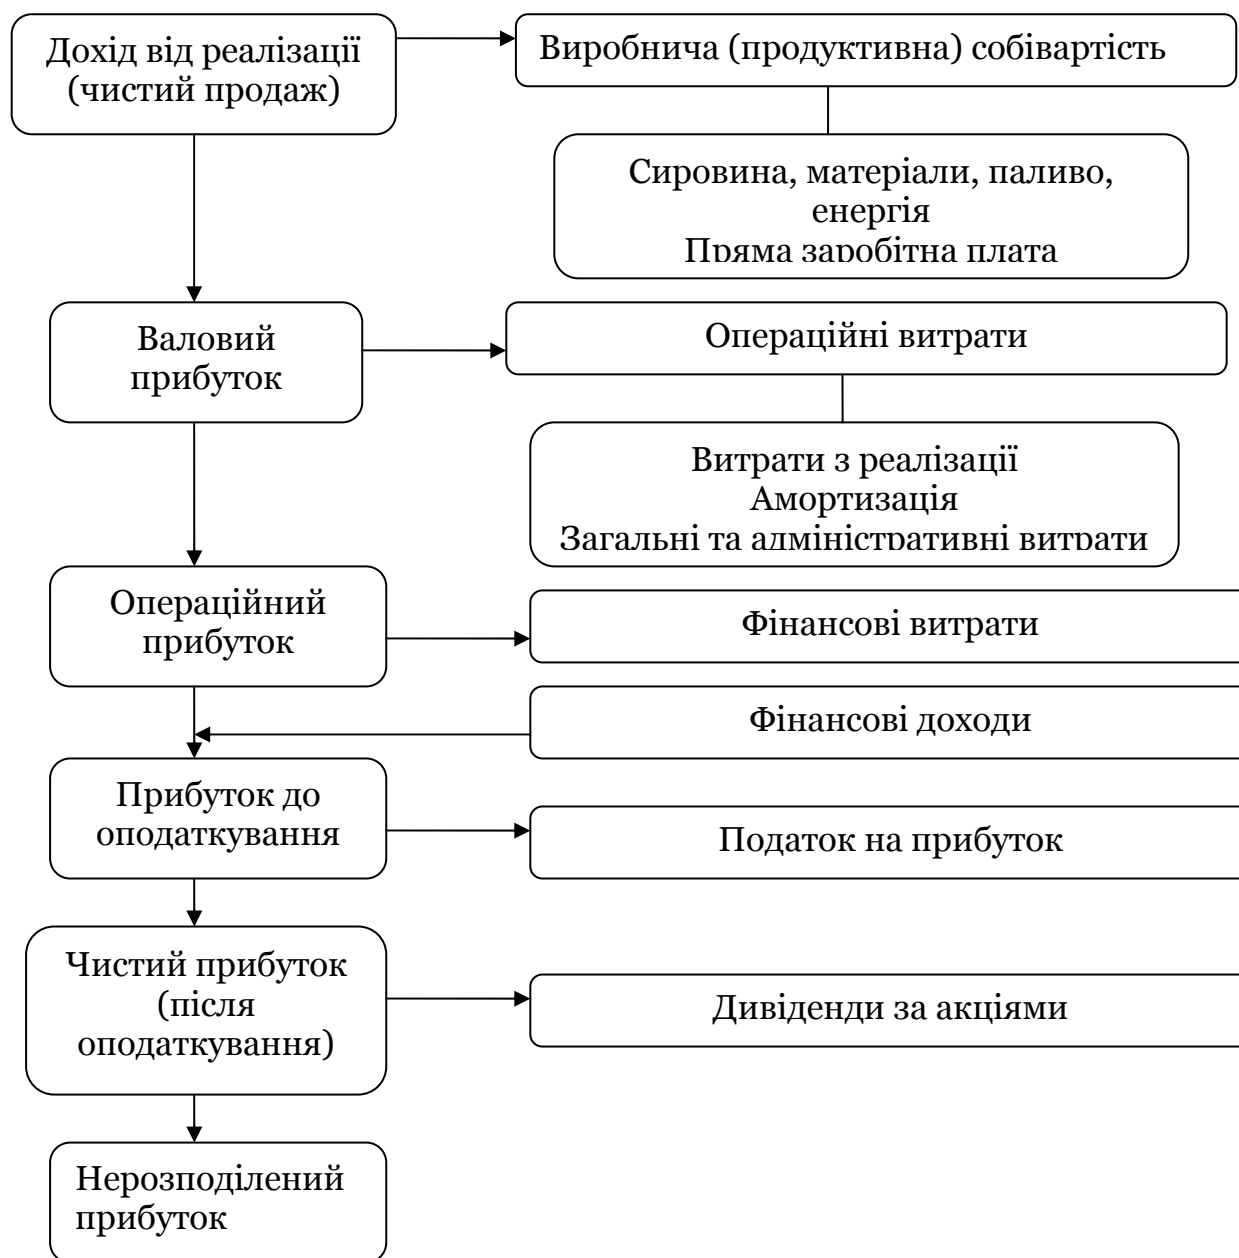 Дохід від реалізації
(чистий продаж)
Виробнича (продуктивна) собівартість
Сировина, матеріали, паливо,
енергія
Пряма заробітна плата
Валовий
прибуток
Операційні витрати
Витрати з реалізації
Амортизація
Загальні та адміністративні витрати
Операційний
прибуток
Фінансові витрати
Фінансові доходи
Прибуток до
оподаткування
Податок на прибуток
Чистий прибуток
(після
оподаткування)
Дивіденди за акціями
Нерозподілений
прибуток